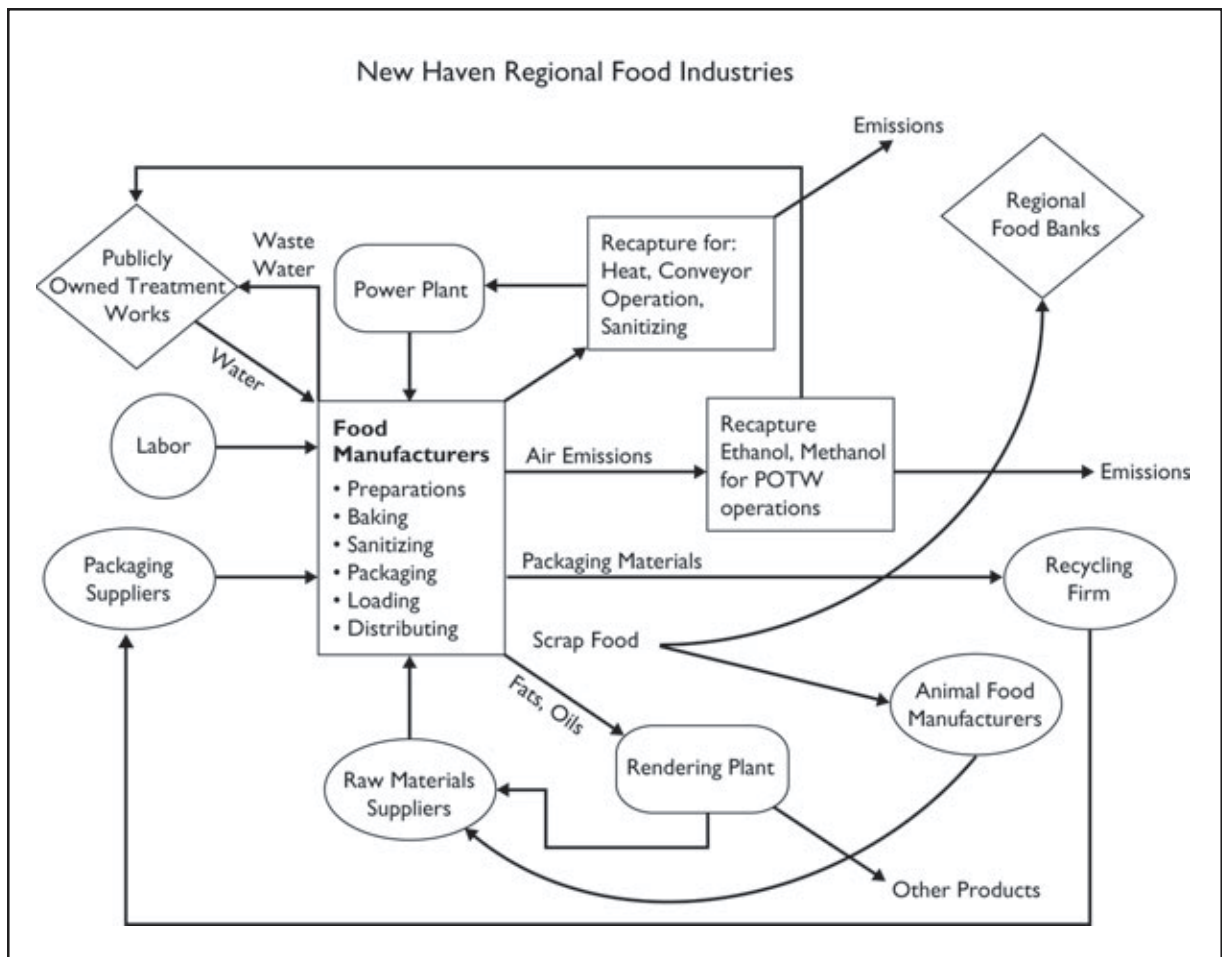 New Haven Regional Food Industries
Emissions
Regional
Food Banks
Recapture for:
Heat, Conveyor
Operation,
Sanitizing
Waste
Water
Publicly
Owned Treatment
Works
Power Plant
Water
Labor
Food
Manufacturers
• Preparations
• Baking
• Sanitizing
• Packaging
• Loading
• Distributing
Air Emissions
Recapture
Ethanol, Methanol
for POTW
operations
Emissions
Packaging
Suppliers
Packaging Materials
Recycling
Firm
Scrap Food
Animal Food
Manufacturers
Fats, Oils
Rendering Plant
Raw Materials
Suppliers
Other Products